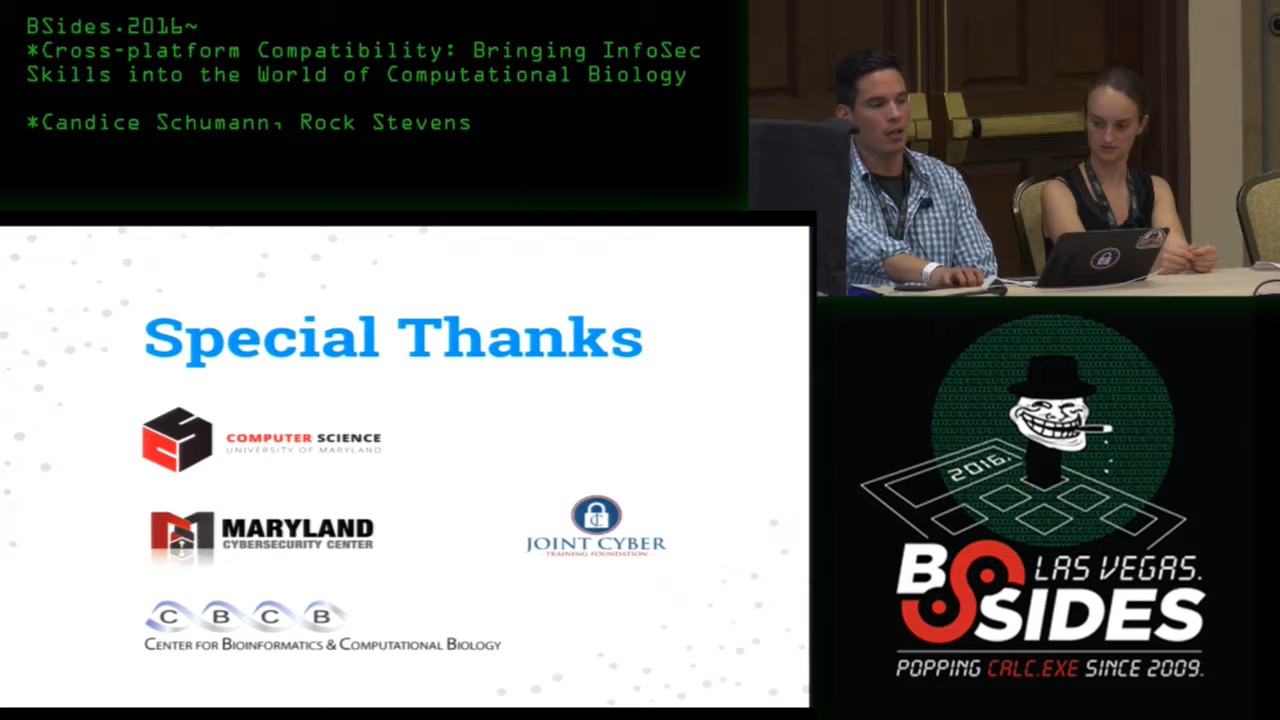 BSides.2016~
*Cross-platform Compatibility: Bringing InfoSec
Skills into the World of Computational Biology
*Candice Schumann, Rock Stevens
Special Thanks
COMPUTER SCIENCE
UNIVERSITY OF MARYLAND
MARYLAND
CYBERSECURITY CENTER
JOINT CYBER
TRAINING FOUNDATION
C B C B
CENTER FOR BIOINFORMATICS & COMPUTATIONAL BIOLOGY
2016.
BSIDES
LAS VEGAS.
POPPING CALC.EXE SINCE 2009.